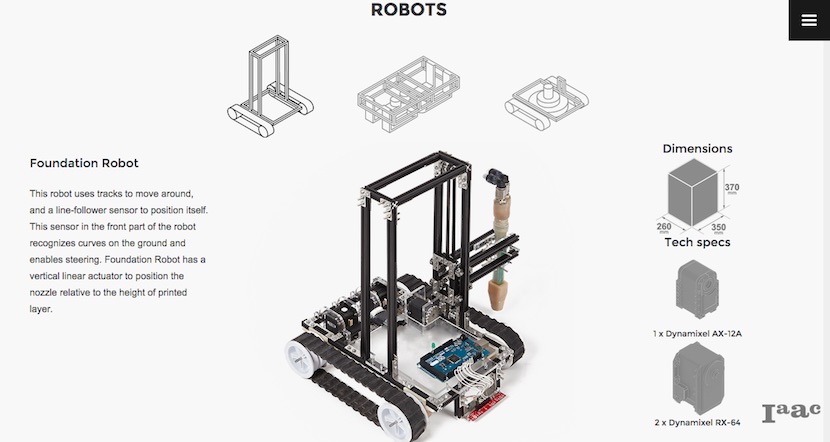 ROBOTS
Foundation Robot
This robot uses tracks to move around,
and a line-follower sensor to position itself.
This sensor in the front part of the robot
recognizes curves on the ground and
enables steering. Foundation Robot has a
vertical linear actuator to position the
nozzle relative to the height of printed
layer.
Dimensions
370
mm
260
mm
350
mm
Tech specs
1 x Dynamixel AX-12A
2 x Dynamixel RX-64
Iaac